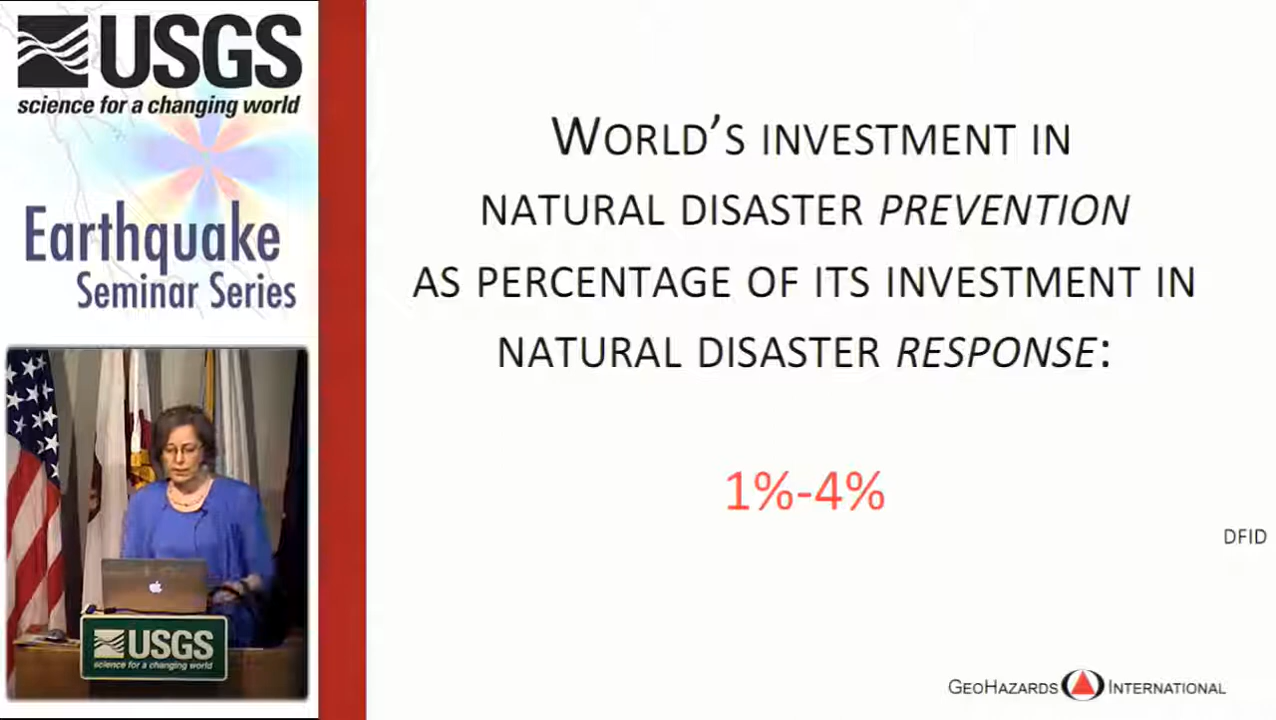 USGS
science for a changing world
Earthquake
Seminar Series
USGS
science for a changing world
WORLD'S INVESTMENT IN
NATURAL DISASTER PREVENTION
AS PERCENTAGE OF ITS INVESTMENT IN
NATURAL DISASTER RESPONSE:
1%-4%
DFID
GEOHAZARDS INTERNATIONAL